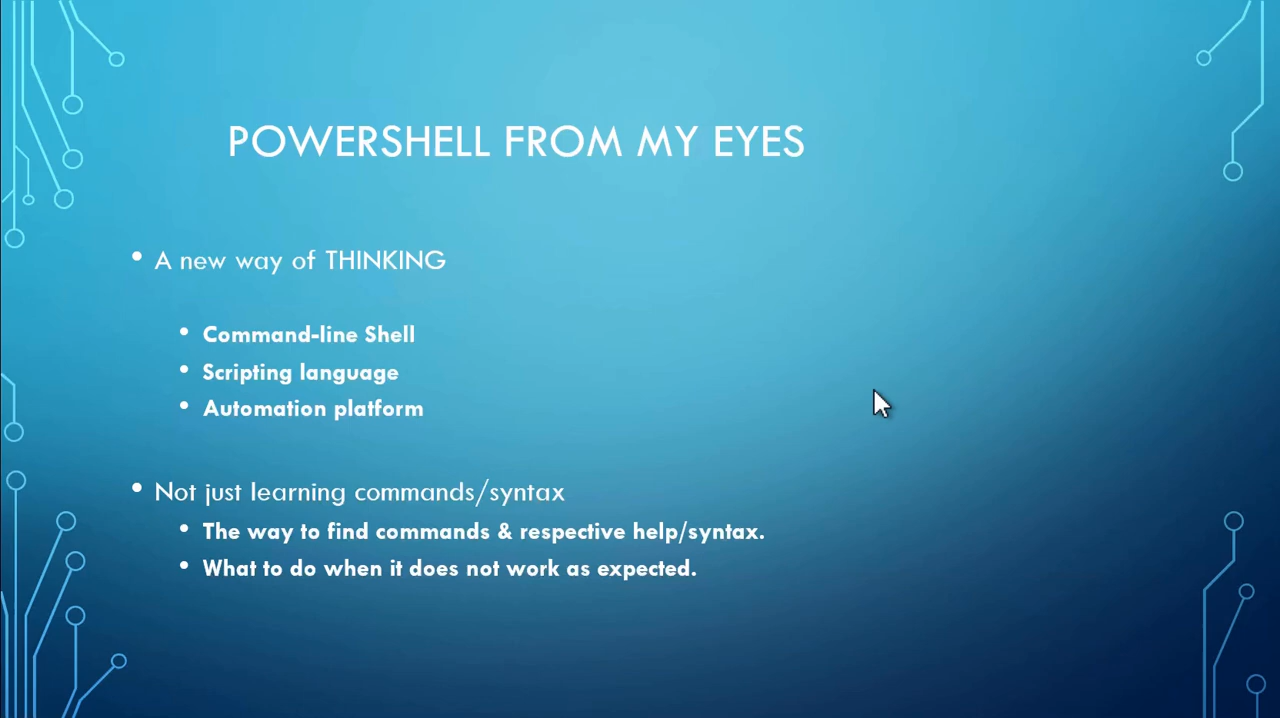 POWERSHELL FROM MY EYES
• A new way of THINKING
• Command-line Shell
• Scripting language
• Automation platform
• Not just learning commands/syntax
• The way to find commands & respective help/syntax.
• What to do when it does not work as expected.